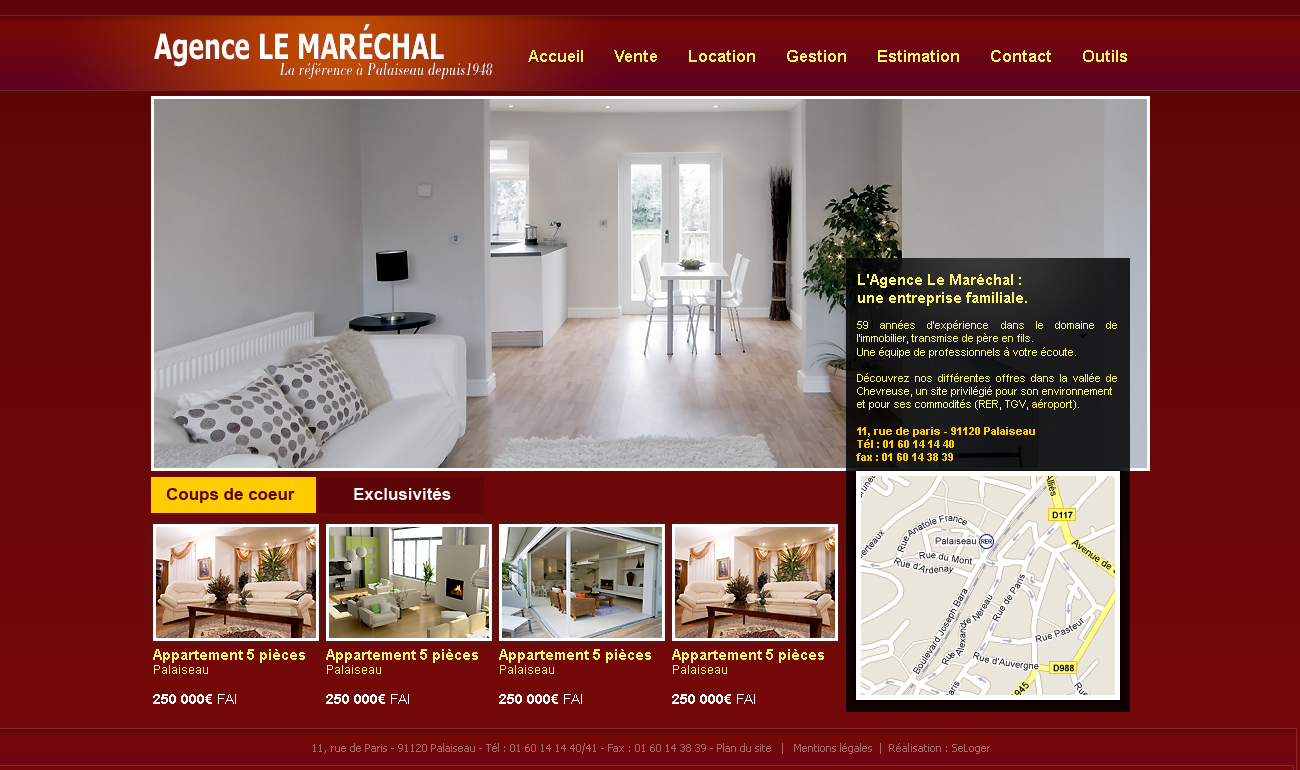 Agence LE MARÉCHAL
La référence à Palaiseau depuis1948
Accueil Vente Location Gestion Estimation Contact Outils
L'Agence Le Maréchal :
une entreprise familiale.
59 années d'expérience dans le domaine de
l'immobilier, transmise de père en fils.
Une équipe de professionnels à votre écoute.
Découvrez nos différentes offres dans la vallée de
Chevreuse, un site privilégié pour son environnement
et pour ses commodités (RER, TGV, aéroport).
11, rue de paris - 91120 Palaiseau
Tél : 01 60 14 14 40
fax : 01 60 14 38 39
Coups de coeur Exclusivités
Alliés
D117
Rue Anatole France
Palaiseau RER
Avenue de
Rue du Mont
Rue d'Ardenay
Boulevard Joseph Bara
Rue Alexandre Néreau
Rue de Paris
Rue Pasteur
Rue d'Auvergne
D988
Appartement 5 pièces Appartement 5 pièces Appartement 5 pièces Appartement 5 pièces
Palaiseau Palaiseau Palaiseau Palaiseau
250 000€ FAI 250 000€ FAI 250 000€ FAI 250 000€ FAI
11, rue de Paris - 91120 Palaiseau - Tél : 01 60 14 14 40/41 - Fax : 01 60 14 38 39 - Plan du site | Mentions légales | Réalisation : SeLoger